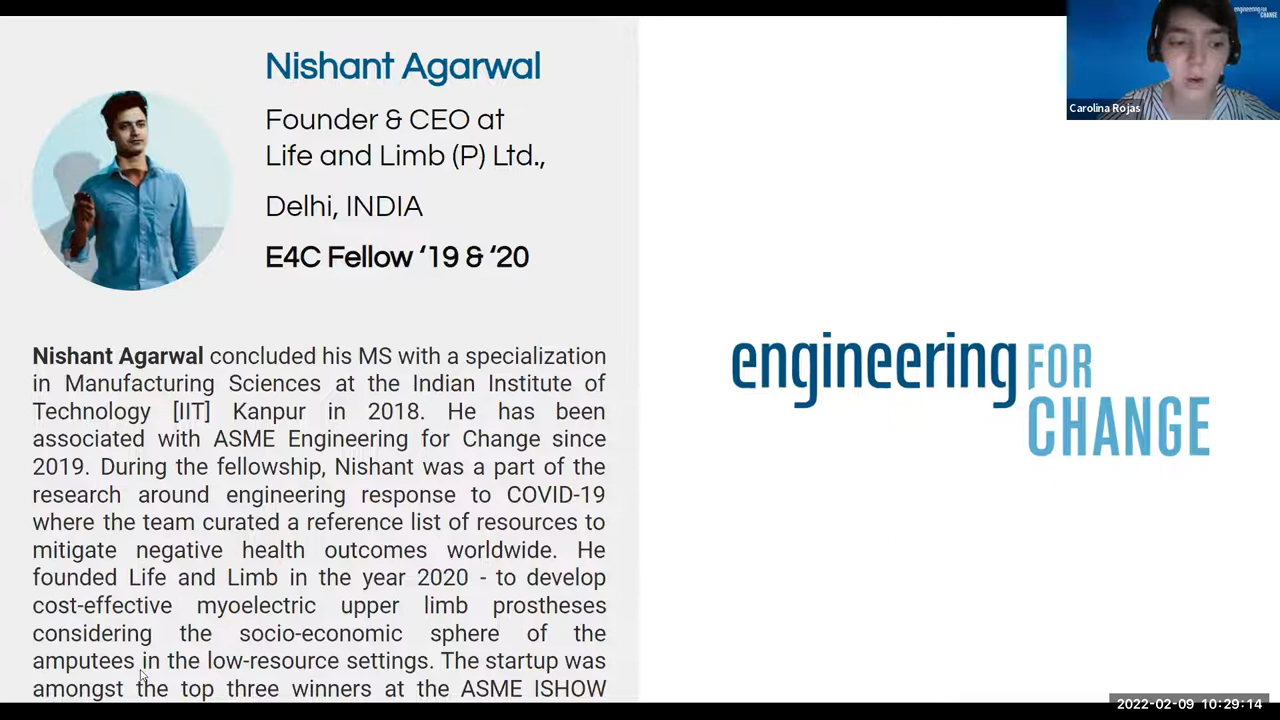 Nishant Agarwal
Founder & CEO at
Life and Limb (P) Ltd.,
Delhi, INDIA
E4C Fellow ‘19 & ‘20
Nishant Agarwal concluded his MS with a specialization
in Manufacturing Sciences at the Indian Institute of
Technology [IIT] Kanpur in 2018. He has been
associated with ASME Engineering for Change since
2019. During the fellowship, Nishant was a part of the
research around engineering response to COVID-19
where the team curated a reference list of resources to
mitigate negative health outcomes worldwide. He
founded Life and Limb in the year 2020 - to develop
cost-effective myoelectric upper limb prostheses
considering the socio-economic sphere of the
amputees in the low-resource settings. The startup was
amongst the top three winners at the ASME ISHOW
engineering FOR
CHANGE
engineering FOR
CHANGE
Carolina Rojas
2022-02-09 10:29:14